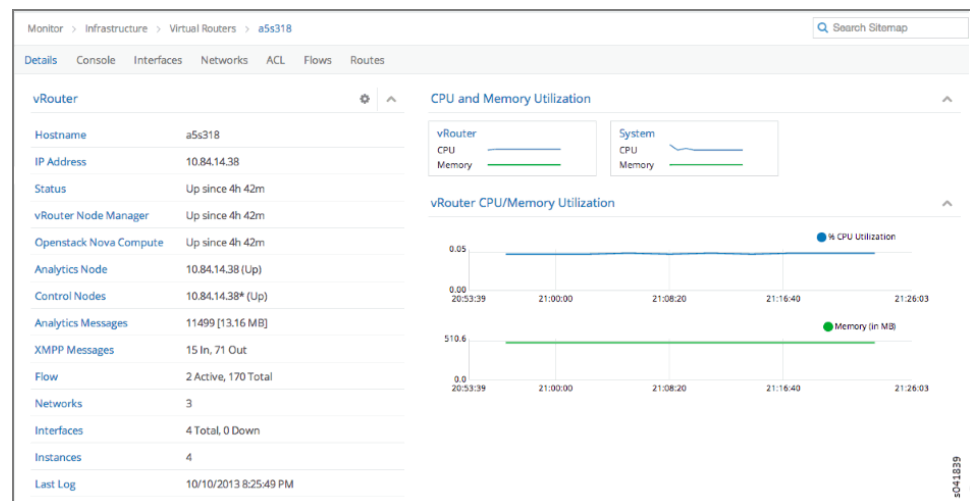 Monitor > Infrastructure > Virtual Routers > a5s318
Search Sitemap
Details Console Interfaces Networks ACL Flows Routes
vRouter
Hostname a5s318
IP Address 10.84.14.38
Status Up since 4h 42m
vRouter Node Manager Up since 4h 42m
Openstack Nova Compute Up since 4h 42m
Analytics Node 10.84.14.38 (Up)
Control Nodes 10.84.14.38* (Up)
Analytics Messages 11499 [13.16 MB]
XMPP Messages 15 In, 71 Out
Flow 2 Active, 170 Total
Networks 3
Interfaces 4 Total, 0 Down
Instances 4
Last Log 10/10/2013 8:25:49 PM
CPU and Memory Utilization
vRouter
CPU
Memory
System
CPU
Memory
vRouter CPU/Memory Utilization
% CPU Utilization
0.05
0.00
20:53:39 21:00:00 21:08:20 21:16:40 21:26:03
Memory (in MB)
510.6
0.0
20:53:39 21:00:00 21:08:20 21:16:40 21:26:03
s041839